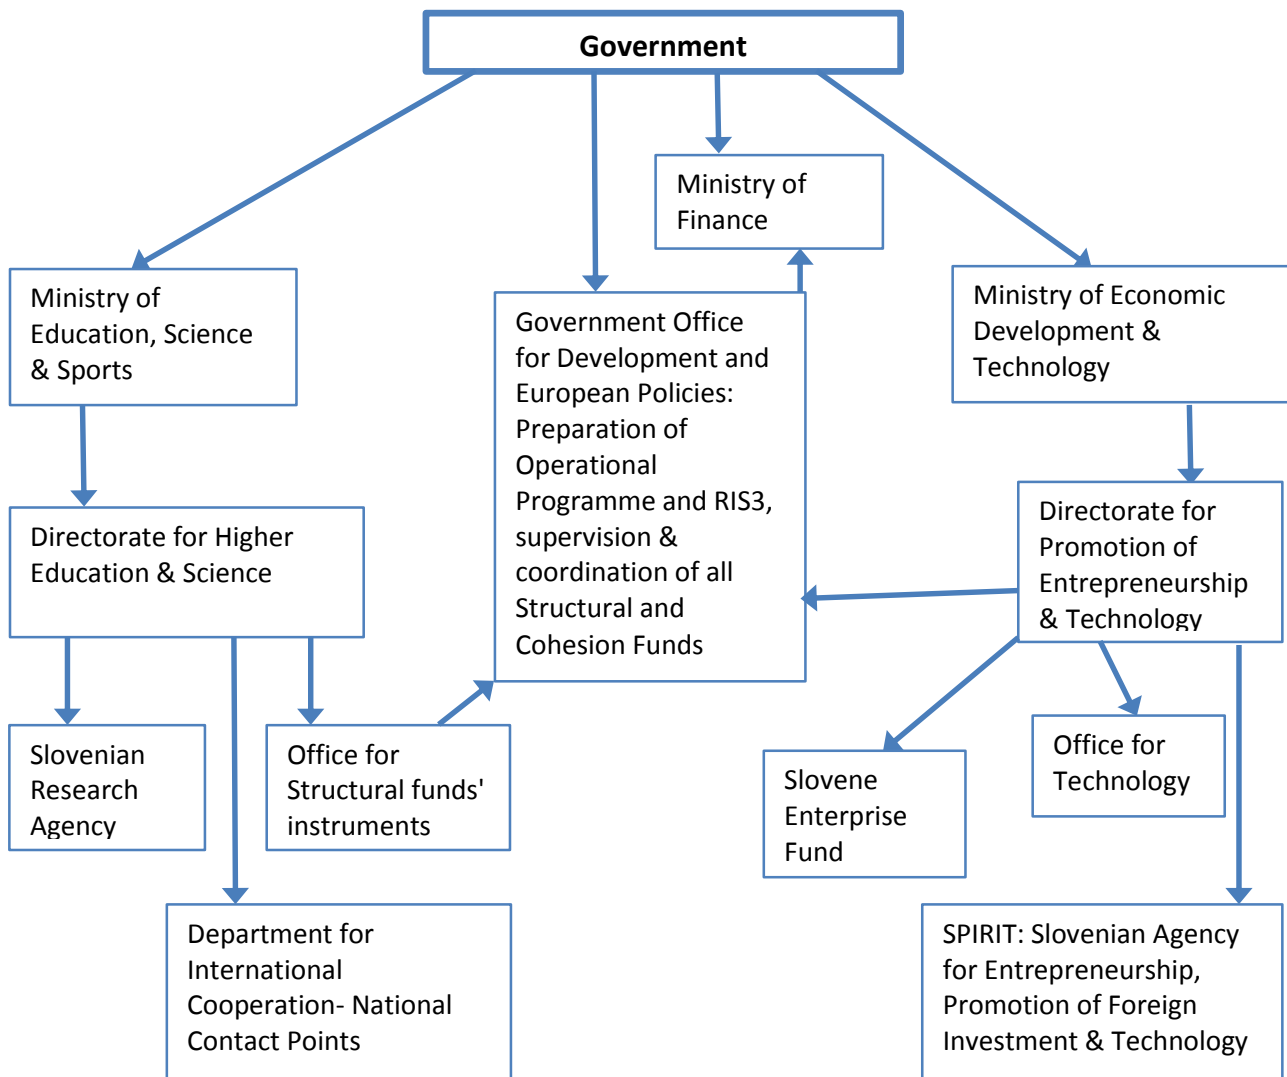 Government
Ministry of
Finance
Ministry of
Education, Science
& Sports
Government Office
for Development and
European Policies:
Preparation of
Operational
Programme and RIS3,
supervision &
coordination of all
Structural and
Cohesion Funds
Ministry of Economic
Development &
Technology
Directorate for Higher
Education & Science
Directorate for
Promotion of
Entrepreneurship
& Technology
Slovenian
Research
Agency
Office for
Structural funds'
instruments
Slovene
Enterprise
Fund
Office for
Technology
Department for
International
Cooperation- National
Contact Points
SPIRIT: Slovenian Agency
for Entrepreneurship,
Promotion of Foreign
Investment & Technology